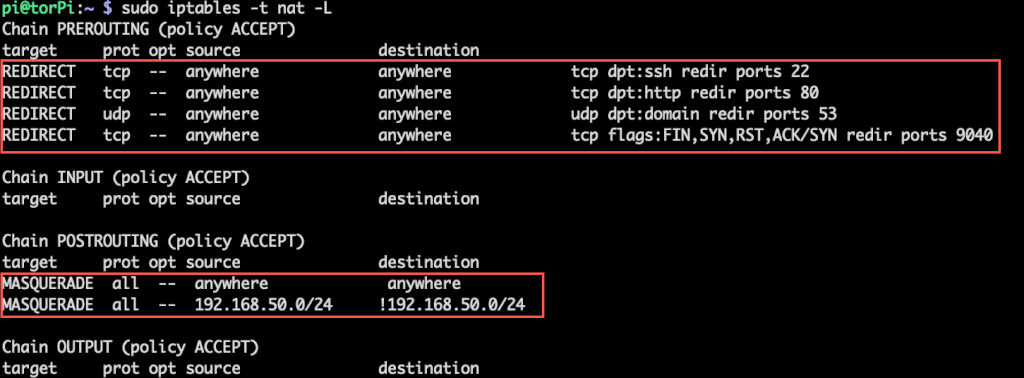 pi@torPi:~ $ sudo iptables -t nat -L
Chain PREROUTING (policy ACCEPT)
target     prot opt source               destination
REDIRECT   tcp  --  anywhere             anywhere             tcp dpt:ssh redir ports 22
REDIRECT   tcp  --  anywhere             anywhere             tcp dpt:http redir ports 80
REDIRECT   udp  --  anywhere             anywhere             udp dpt:domain redir ports 53
REDIRECT   tcp  --  anywhere             anywhere             tcp flags:FIN,SYN,RST,ACK/SYN redir ports 9040
Chain INPUT (policy ACCEPT)
target     prot opt source               destination
Chain POSTROUTING (policy ACCEPT)
target     prot opt source               destination
MASQUERADE  all  --  anywhere             anywhere
MASQUERADE  all  --  192.168.50.0/24     !192.168.50.0/24
Chain OUTPUT (policy ACCEPT)
target     prot opt source               destination